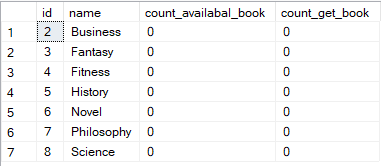 id name count_availabal_book count_get_book
1 2 Business 0 0
2 3 Fantasy 0 0
3 4 Fitness 0 0
4 5 History 0 0
5 6 Novel 0 0
6 7 Philosophy 0 0
7 8 Science 0 0